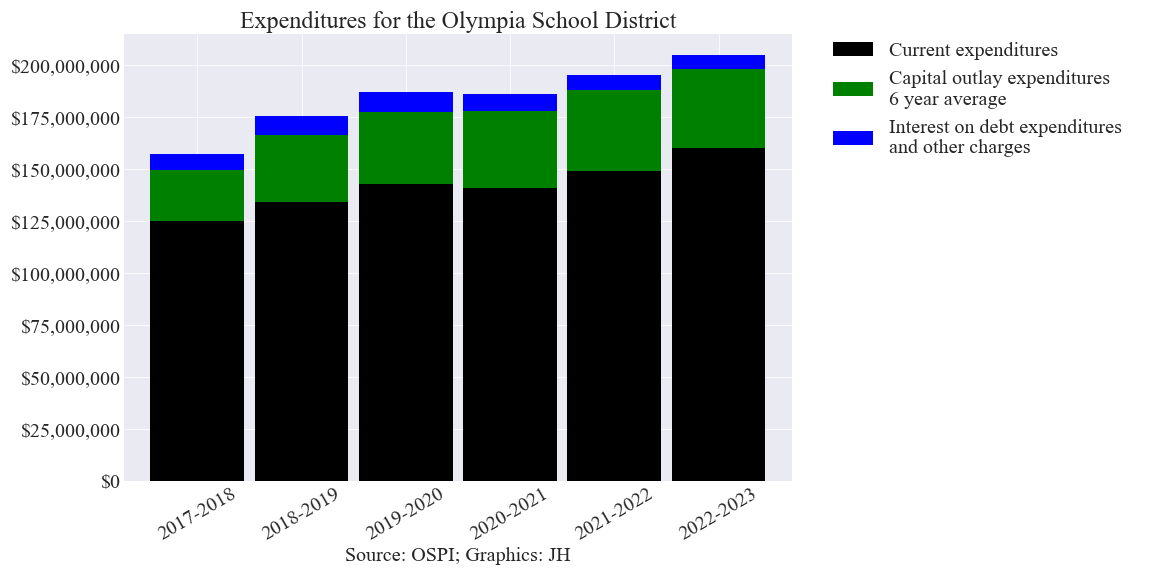 Expenditures for the Olympia School District
$200,000,000
$175,000,000
$150,000,000
$125,000,000
$100,000,000
$75,000,000
$50,000,000
$25,000,000
$0
2017-2018
2018-2019
2019-2020
2020-2021
2021-2022
2022-2023
Source: OSPI; Graphics: JH
Current expenditures
Capital outlay expenditures
6 year average
Interest on debt expenditures
and other charges